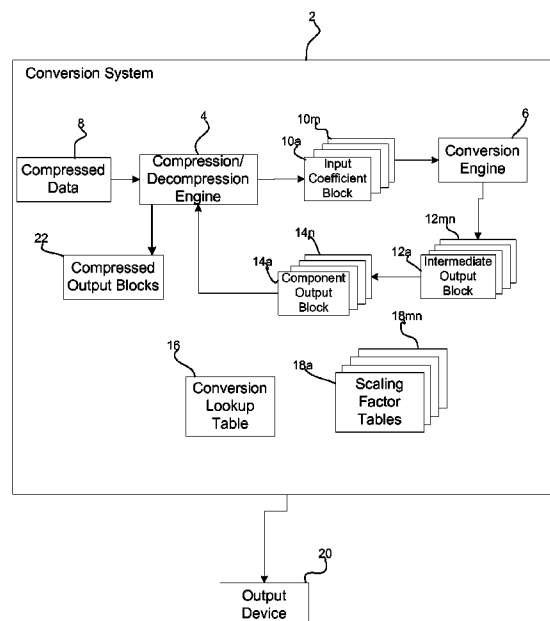 2
Conversion System
8
Compressed
Data
4
Compression/
Decompression
Engine
10m
10a
Input
Coefficient
Block
6
Conversion
Engine
22
Compressed
Output Blocks
14n
14a
Component
Output
Block
12mn
12a
Intermediate
Output Block
16
Conversion
Lookup
Table
18mn
18a
Scaling
Factor
Tables
20
Output
Device